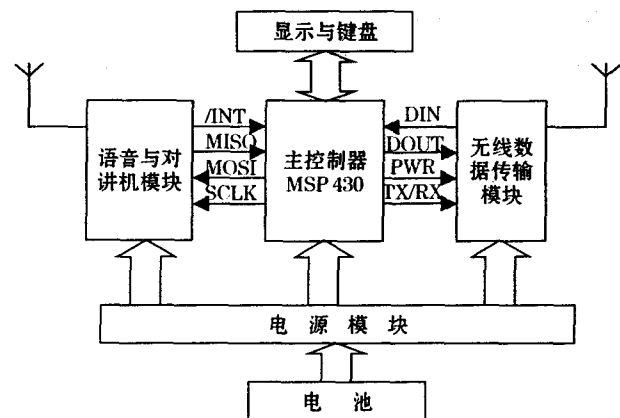 显示与键盘
/INT
MISO
MOSI
SCLK
语音与对
讲机模块
主控制器
MSP 430
DIN
DOUT
PWR
TX/RX
无线数
据传输
模块
电源模块
电池